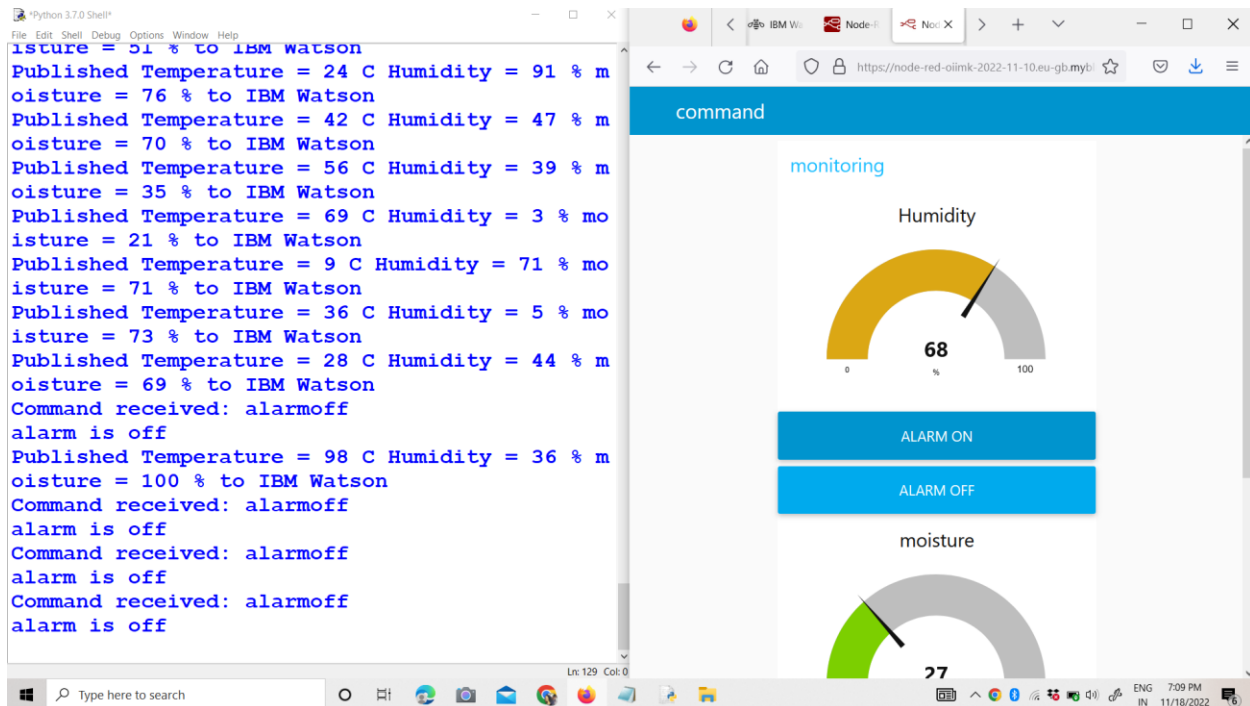 *Python 3.7.0 Shell*
File Edit Shell Debug Options Window Help
isture = 51 % to IBM Watson
Published Temperature = 24 C Humidity = 91 % m
oisture = 76 % to IBM Watson
Published Temperature = 42 C Humidity = 47 % m
oisture = 70 % to IBM Watson
Published Temperature = 56 C Humidity = 39 % m
oisture = 35 % to IBM Watson
Published Temperature = 69 C Humidity = 3 % mo
isture = 21 % to IBM Watson
Published Temperature = 9 C Humidity = 71 % mo
isture = 71 % to IBM Watson
Published Temperature = 36 C Humidity = 5 % mo
isture = 73 % to IBM Watson
Published Temperature = 28 C Humidity = 44 % m
oisture = 69 % to IBM Watson
Command received: alarmoff
alarm is off
Published Temperature = 98 C Humidity = 36 % m
oisture = 100 % to IBM Watson
Command received: alarmoff
alarm is off
Command received: alarmoff
alarm is off
Command received: alarmoff
alarm is off
Ln: 129 Col: 0
IBM Wa Node-R Nod
https://node-red-oiimk-2022-11-10.eu-gb.mybl
command
monitoring
Humidity
68
0 % 100
ALARM ON
ALARM OFF
moisture
27
Type here to search
ENG 7:09 PM
IN 11/18/2022
6